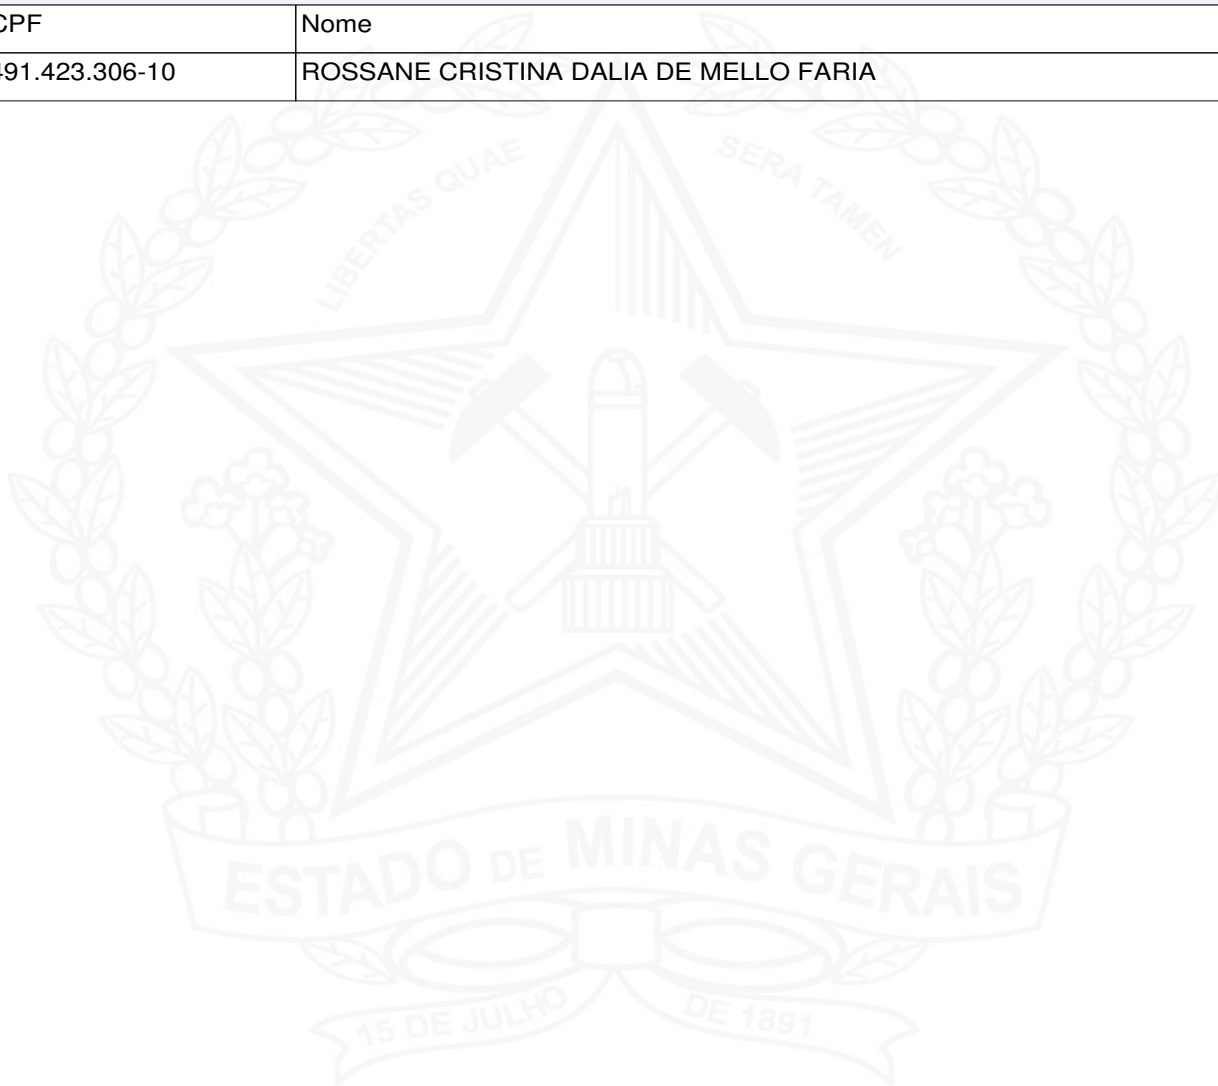 CPF Nome
491.423.306-10 ROSSANE CRISTINA DALIA DE MELLO FARIA
LIBERTAS QUAE SERA TAMEN
ESTADO DE MINAS GERAIS
15 DE JULHO DE 1891